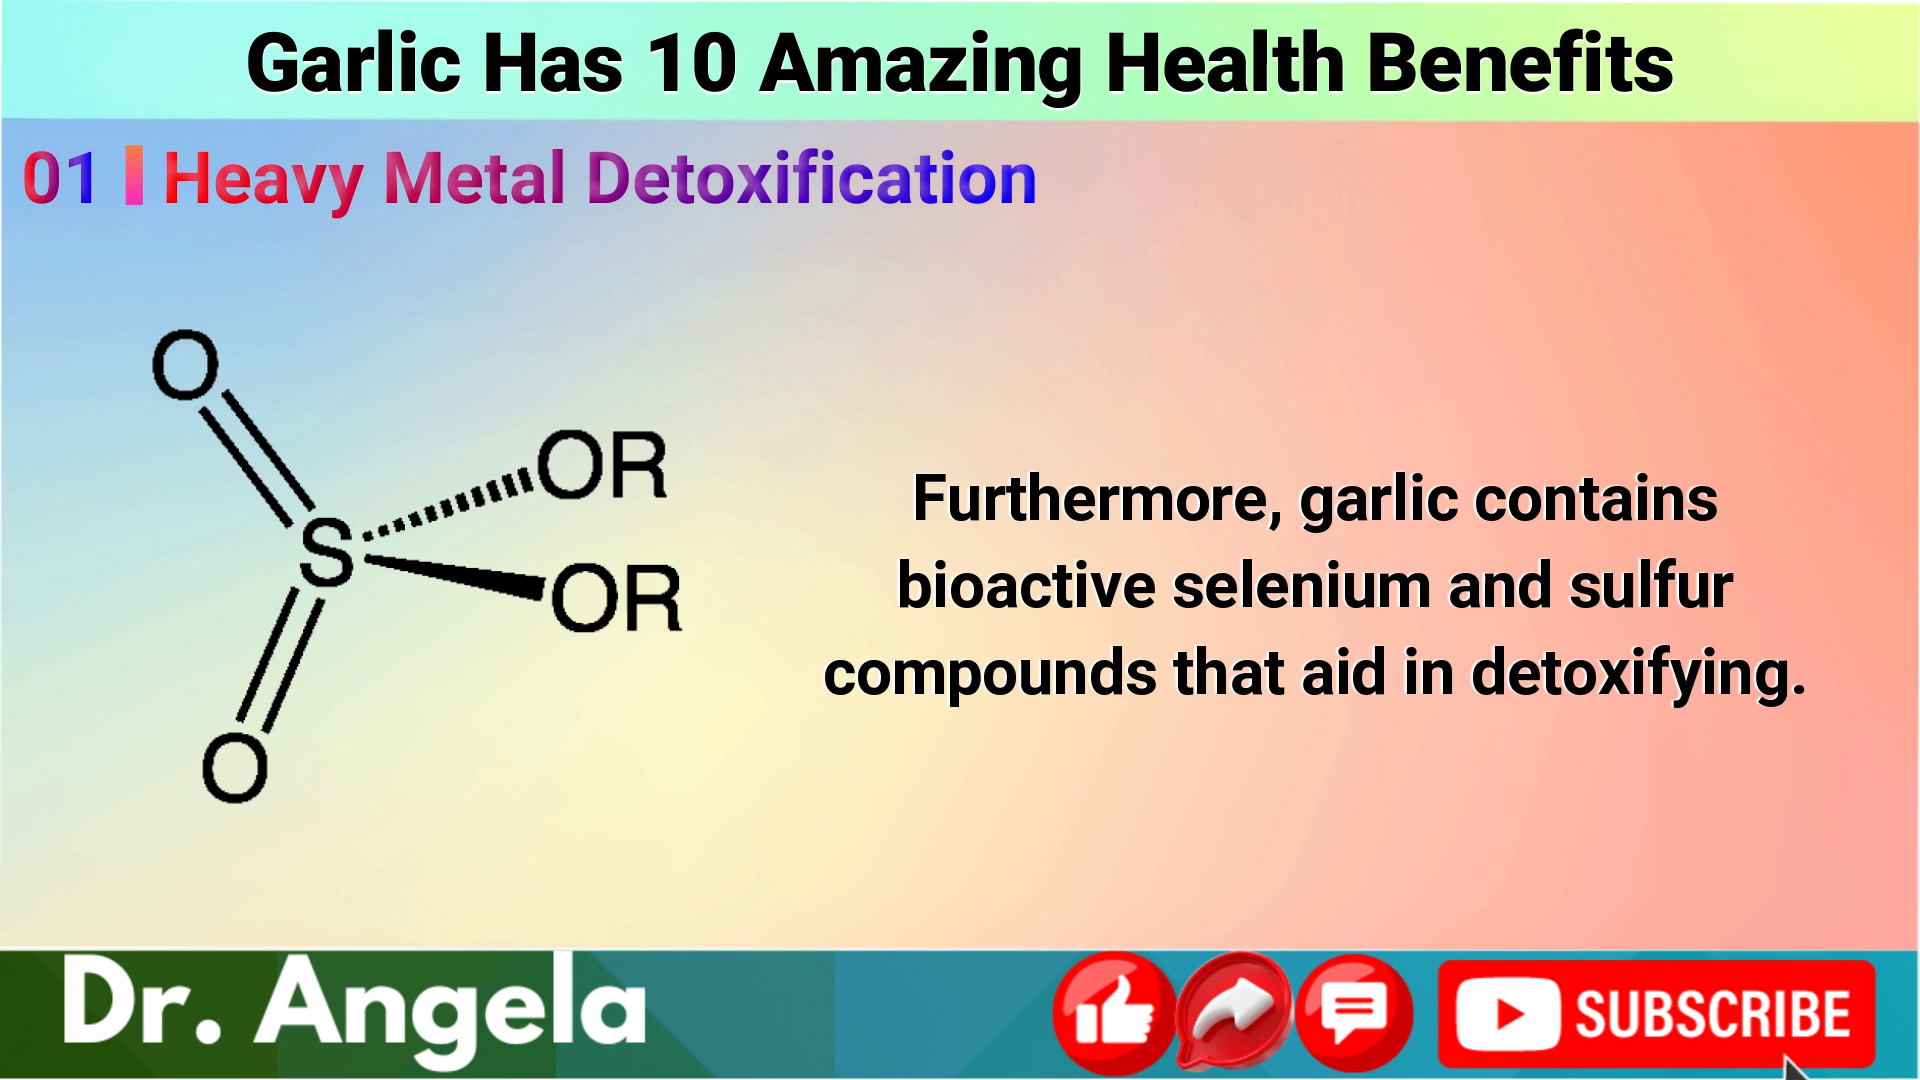 Garlic Has 10 Amazing Health Benefits
01 Heavy Metal Detoxification
O
OR
S
OR
O
Furthermore, garlic contains
bioactive selenium and sulfur
compounds that aid in detoxifying.
Dr. Angela
SUBSCRIBE